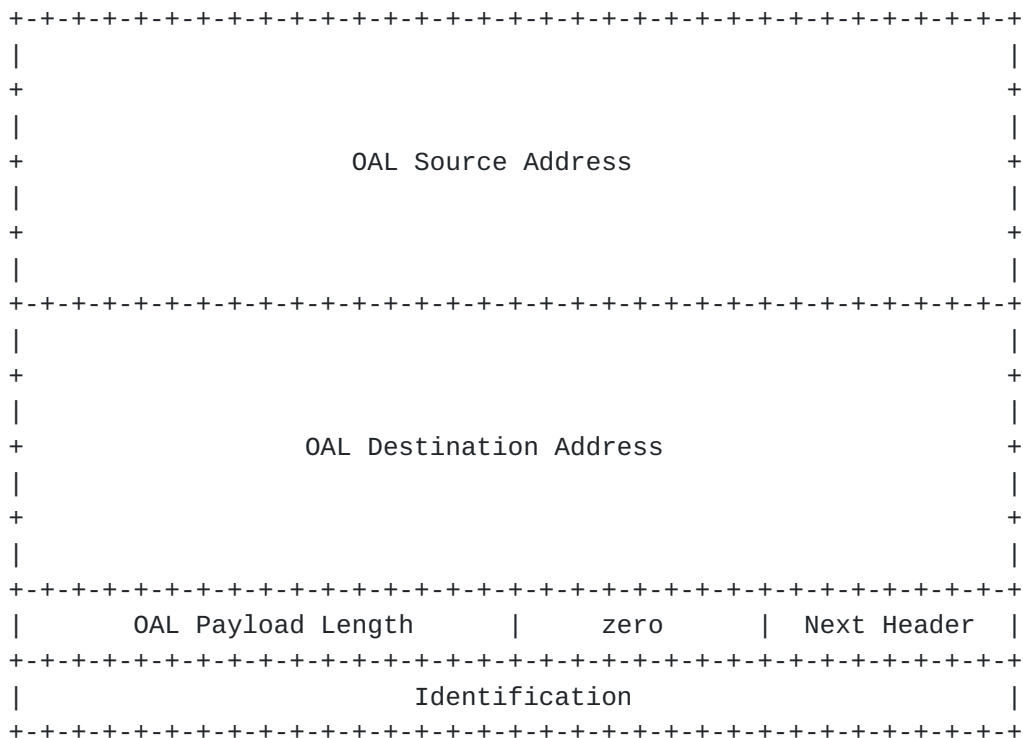 OAL Source Address
OAL Destination Address
OAL Payload Length | zero | Next Header
Identification